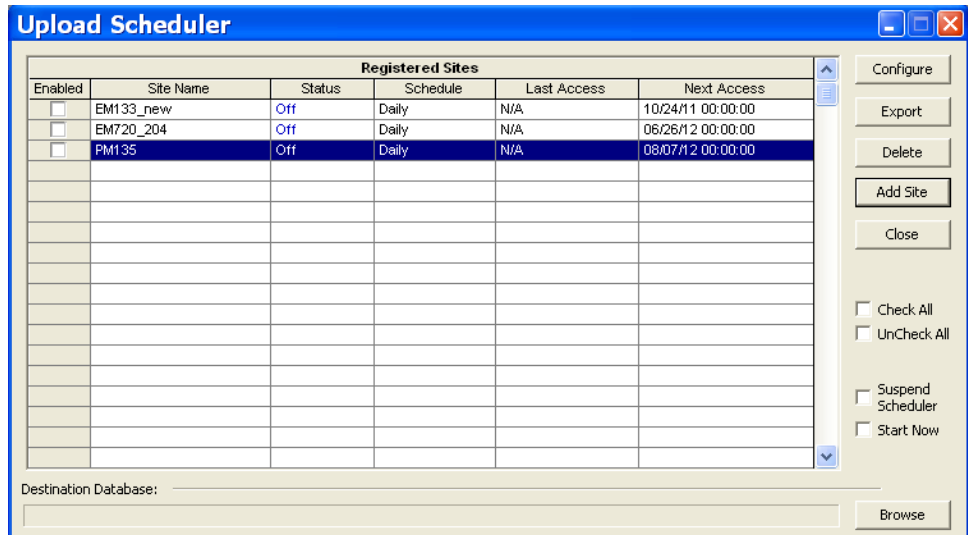 Upload Scheduler
Registered Sites
Enabled Site Name Status Schedule Last Access Next Access
EM133_new Off Daily N/A 10/24/11 00:00:00
EM720_204 Off Daily N/A 06/26/12 00:00:00
PM135 Off Daily N/A 08/07/12 00:00:00
Configure
Export
Delete
Add Site
Close
Check All
UnCheck All
Suspend
Scheduler
Start Now
Destination Database:
Browse